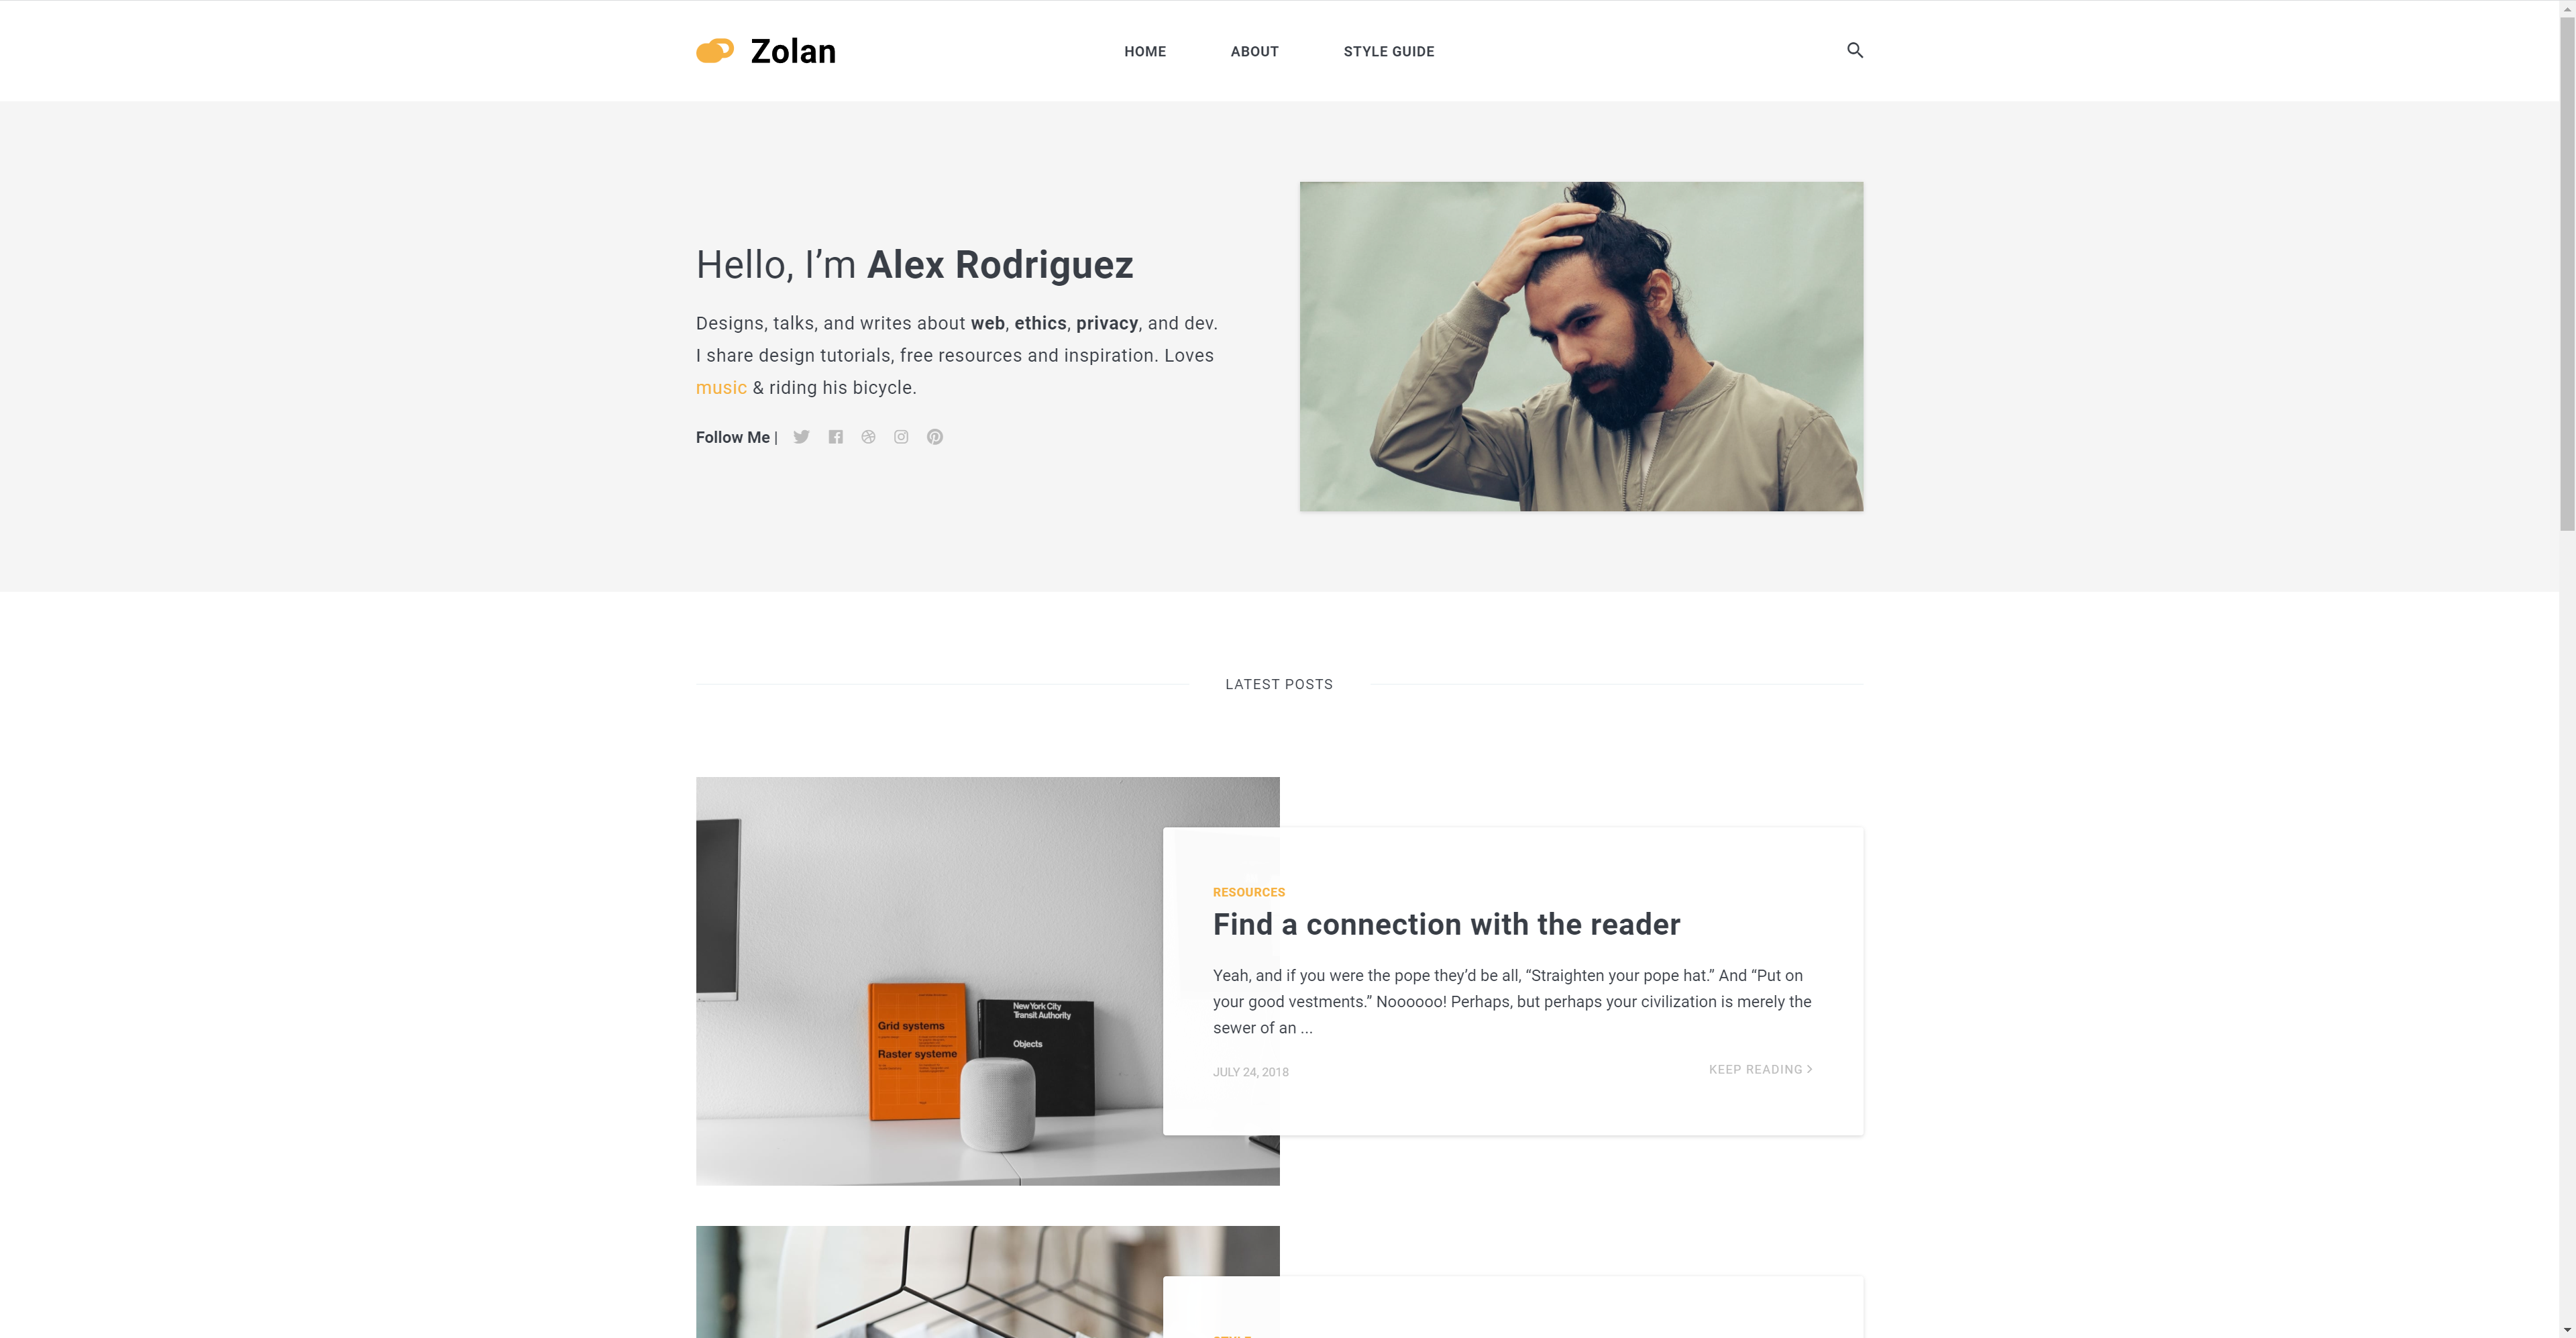 Zolan
HOME
ABOUT
STYLE GUIDE
Hello, I’m Alex Rodriguez
Designs, talks, and writes about web, ethics, privacy, and dev.
I share design tutorials, free resources and inspiration. Loves
music & riding his bicycle.
Follow Me |
LATEST POSTS
Grid systems
Raster systeme
New York City
Transit Authority
Objects
RESOURCES
Find a connection with the reader
Yeah, and if you were the pope they’d be all, “Straighten your pope hat.” And “Put on
your good vestments.” Noooooo! Perhaps, but perhaps your civilization is merely the
sewer of an ...
JULY 24, 2018
KEEP READING >